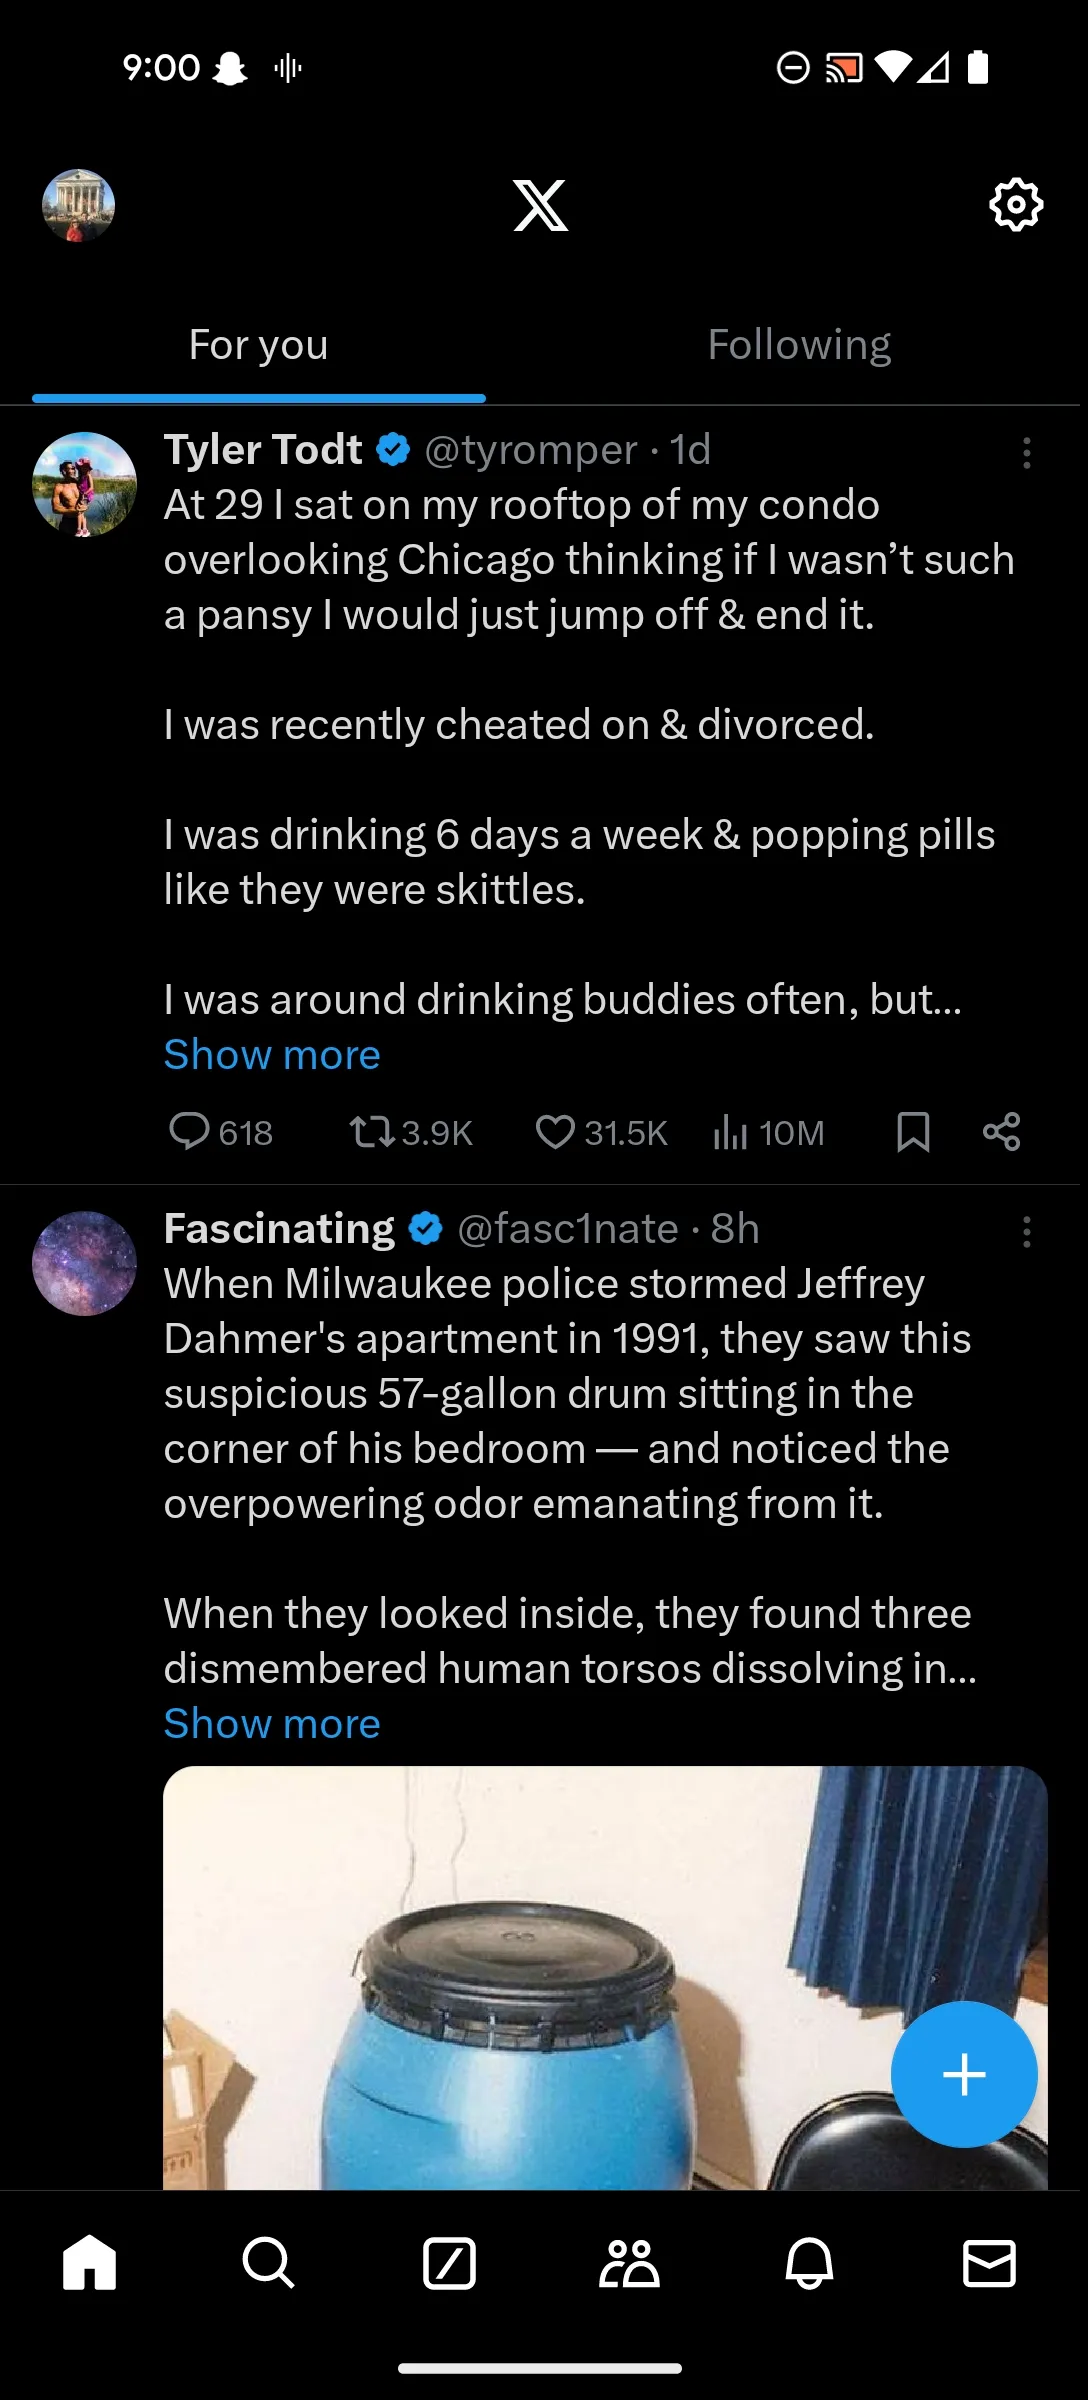 9:00
For you
Following
Tyler Todt @tyromper · 1d
At 29 I sat on my rooftop of my condo
overlooking Chicago thinking if I wasn’t such
a pansy I would just jump off & end it.
I was recently cheated on & divorced.
I was drinking 6 days a week & popping pills
like they were skittles.
I was around drinking buddies often, but...
Show more
618 3.9K 31.5K 10M
Fascinating @fasc1nate · 8h
When Milwaukee police stormed Jeffrey
Dahmer's apartment in 1991, they saw this
suspicious 57-gallon drum sitting in the
corner of his bedroom — and noticed the
overpowering odor emanating from it.
When they looked inside, they found three
dismembered human torsos dissolving in...
Show more